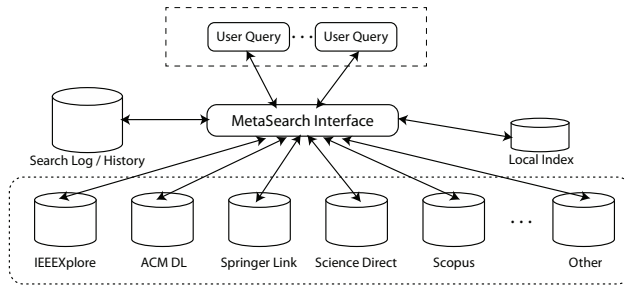 User Query ... User Query
MetaSearch Interface
Search Log / History
Local Index
...
IEEEXplore ACM DL Springer Link Science Direct Scopus Other